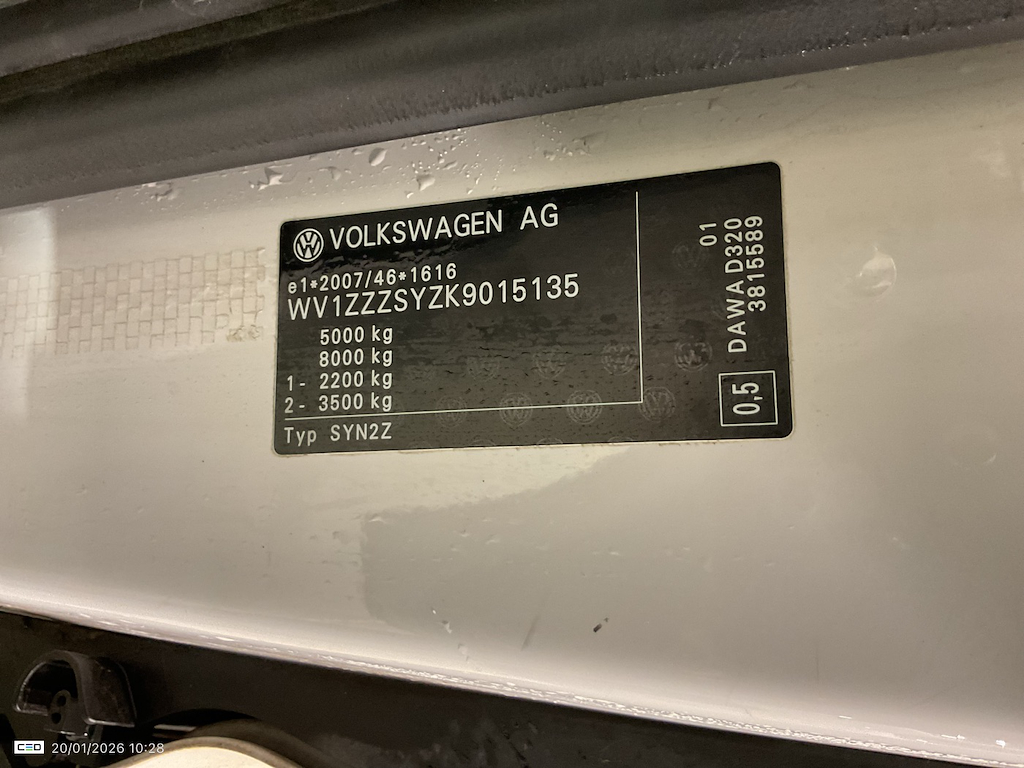 VOLKSWAGEN AG
e1*2007/46*1616
WV1ZZZSYZK9015135
5000 kg
8000 kg
1- 2200 kg
2- 3500 kg
Typ SYN2Z
01
DAWA D320
3815589
0,5
CEO 20/01/2026 10:28